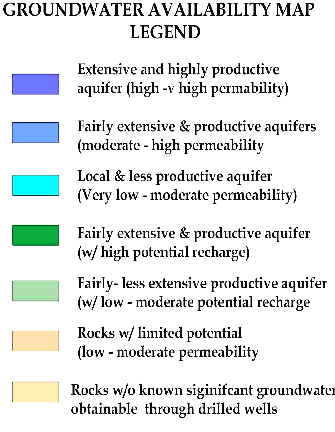 GROUNDWATER AVAILABILITY MAP
LEGEND
Extensive and highly productive
aquifer (high -v high permability)
Fairly extensive & productive aquifers
(moderate - high permeability
Local & less productive aquifer
(Very low - moderate permeability)
Fairly extensive & productive aquifer
(w/ high potential recharge)
Fairly- less extensive productive aquifer
(w/ low - moderate potential recharge
Rocks w/ limited potential
(low - moderate permeability
Rocks w/o known siginifcant groundwater
obtainable through drilled wells